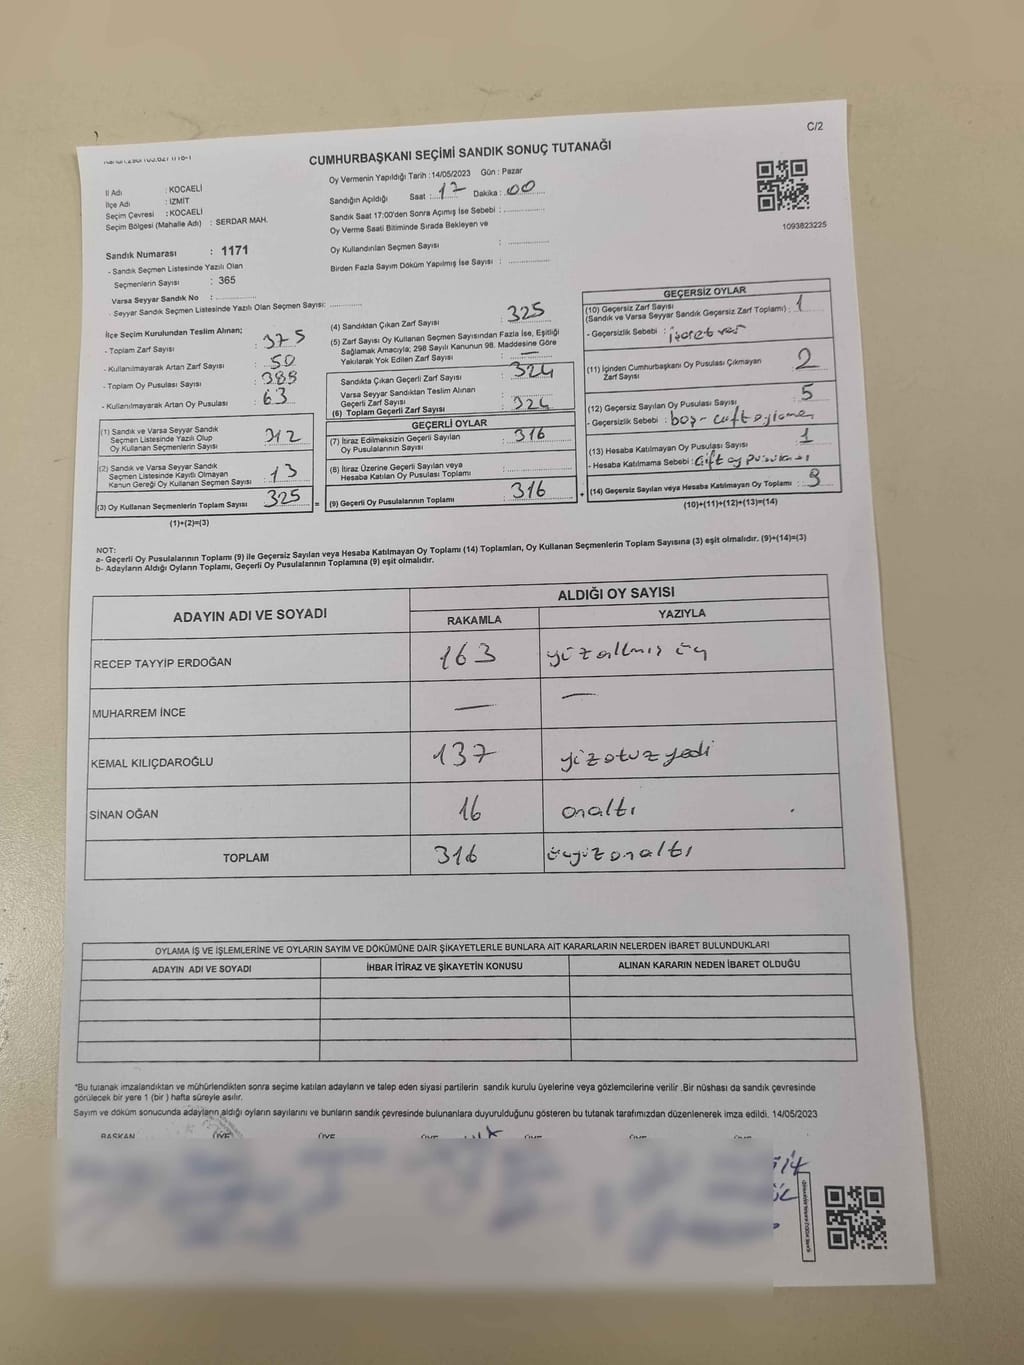 C/2
CUMHURBAŞKANI SEÇİMİ SANDIK SONUÇ TUTANAĞI
İl Adı : KOCAELİ
İlçe Adı : İZMİT
Seçim Çevresi : KOCAELİ
Seçim Bölgesi (Mahalle Adı) : SERDAR MAH.
Sandık Numarası : 1171
- Sandık Seçmen Listesinde Yazılı Olan
Seçmenlerin Sayısı : 365
Varsa Seyyar Sandık No : ..............
- Seyyar Sandık Seçmen Listesinde Yazılı Olan Seçmen Sayısı: ...........
Oy Vermenin Yapıldığı Tarih :14/05/2023 Gün : Pazar
Sandığın Açıldığı Saat : 17 Dakika : 00
Sandık Saat 17:00'den Sonra Açımış İse Sebebi : ..............
Oy Verme Saati Bitiminde Sırada Bekleyen ve
Oy Kullandırılan Seçmen Sayısı : ..............
Birden Fazla Sayım Döküm Yapılmış İse Sayısı : ..............
1093823225
İlçe Seçim Kurulundan Teslim Alınan;
- Toplam Zarf Sayısı : 375
- Kullanılmayarak Artan Zarf Sayısı : 50
- Toplam Oy Pusulası Sayısı : 388
- Kullanılmayarak Artan Oy Pusulası : 63
(1) Sandık ve Varsa Seyyar Sandık
Seçmen Listesinde Yazılı Olup
Oy Kullanan Seçmenlerin Sayısı : 312
(2) Sandık ve Varsa Seyyar Sandık
Seçmen Listesinde Kayıtlı Olmayan
Kanun Gereği Oy Kullanan Seçmen Sayısı : 13
(3) Oy Kullanan Seçmenlerin Toplam Sayısı : 325 =
(1)+(2)=(3)
(4) Sandıktan Çıkan Zarf Sayısı : 325
(5) Zarf Sayısı Oy Kullanan Seçmen Sayısından Fazla İse, Eşitliği
Sağlamak Amacıyla; 298 Sayılı Kanunun 98. Maddesine Göre
Yakılarak Yok Edilen Zarf Sayısı : —
Sandıkta Çıkan Geçerli Zarf Sayısı : 324
Varsa Seyyar Sandıktan Teslim Alınan
Geçerli Zarf Sayısı :
(6) Toplam Geçerli Zarf Sayısı : 324
GEÇERLİ OYLAR
(7) İtiraz Edilmeksizin Geçerli Sayılan
Oy Pusulalarının Sayısı : 316
(8) İtiraz Üzerine Geçerli Sayılan veya
Hesaba Katılan Oy Pusulası Toplamı : ..............
(9) Geçerli Oy Pusulalarının Toplamı : 316 +
GEÇERSİZ OYLAR
(10) Geçersiz Zarf Sayısı
(Sandık ve Varsa Seyyar Sandık Geçersiz Zarf Toplamı) : 1
- Geçersizlik Sebebi : işaret var
(11) İçinden Cumhurbaşkanı Oy Pusulası Çıkmayan
Zarf Sayısı : 2
(12) Geçersiz Sayılan Oy Pusulası Sayısı : 5
- Geçersizlik Sebebi : boş-
(13) Hesaba Katılmayan Oy Pusulası Sayısı : 1
- Hesaba Katılmama Sebebi : Çift oy pusulası
(14) Geçersiz Sayılan veya Hesaba Katılmayan Oy Toplamı :
(10)+(11)+(12)+(13)=(14)
NOT:
a- Geçerli Oy Pusulalarının Toplamı (9) ile Geçersiz Sayılan veya Hesaba Katılmayan Oy Toplamı (14) Toplamları, Oy Kullanan Seçmenlerin Toplam Sayısına (3) eşit olmalıdır. (9)+(14)=(3)
b- Adayların Aldığı Oyların Toplamı, Geçerli Oy Pusulalarının Toplamına (9) eşit olmalıdır.
ADAYIN ADI VE SOYADI
ALDIĞI OY SAYISI
RAKAMLA YAZIYLA
RECEP TAYYİP ERDOĞAN 163 yüzaltmış üç
MUHARREM İNCE — —
KEMAL KILIÇDAROĞLU 137 yüzotuzyedi
SİNAN OĞAN 16 onaltı
TOPLAM 316 üçyüzonaltı
OYLAMA İŞ VE İŞLEMLERİNE VE OYLARIN SAYIM VE DÖKÜMÜNE DAİR ŞİKAYETLERLE BUNLARA AİT KARARLARIN NELERDEN İBARET BULUNDUKLARI
ADAYIN ADI VE SOYADI İHBAR İTİRAZ VE ŞİKAYETİN KONUSU ALINAN KARARIN NEDEN İBARET OLDUĞU
*Bu tutanak imzalandıktan ve mühürlendikten sonra seçime katılan adayların ve talep eden siyasi partilerin sandık kurulu üyelerine veya gözlemcilerine verilir .Bir nüshası da sandık çevresinde
görülecek bir yere 1 (bir ) hafta süreyle asılır.
Sayım ve döküm sonucunda adayların aldığı oyların sayılarını ve bunların sandık çevresinde bulunanlara duyurulduğunu gösteren bu tutanak tarafımızdan düzenlenerek imza edildi. 14/05/2023
BAŞKAN ÜYE ÜYE ÜYE ÜYE ÜYE ÜYE